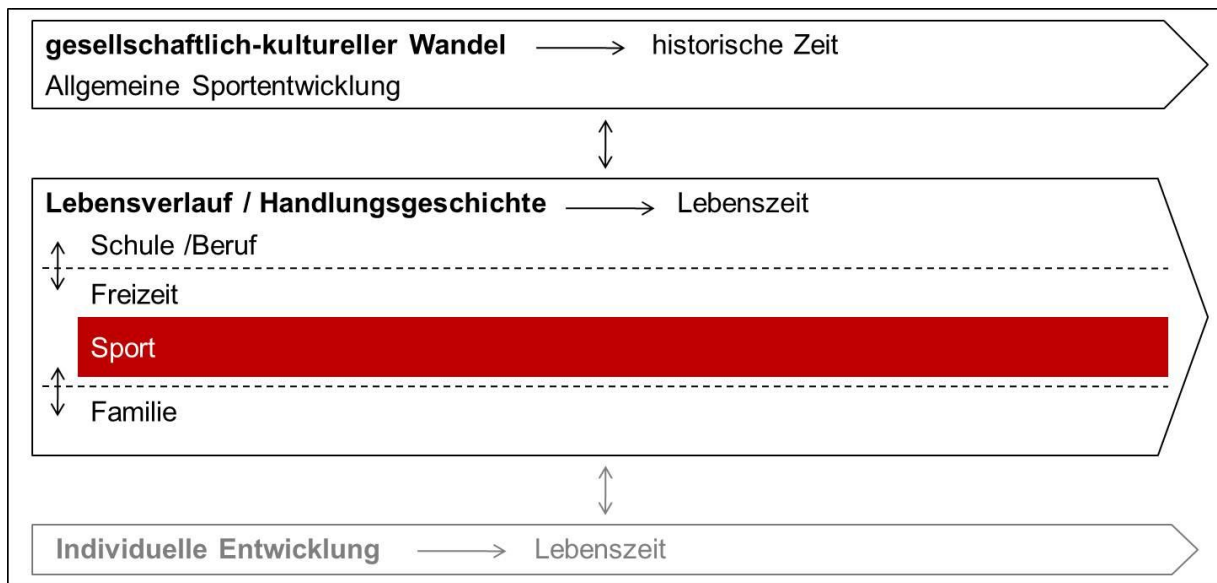 gesellschaftlich-kultureller Wandel historische Zeit
Allgemeine Sportentwicklung
Lebensverlauf / Handlungsgeschichte Lebenszeit
Schule /Beruf
Freizeit
Sport
Familie
Individuelle Entwicklung Lebenszeit